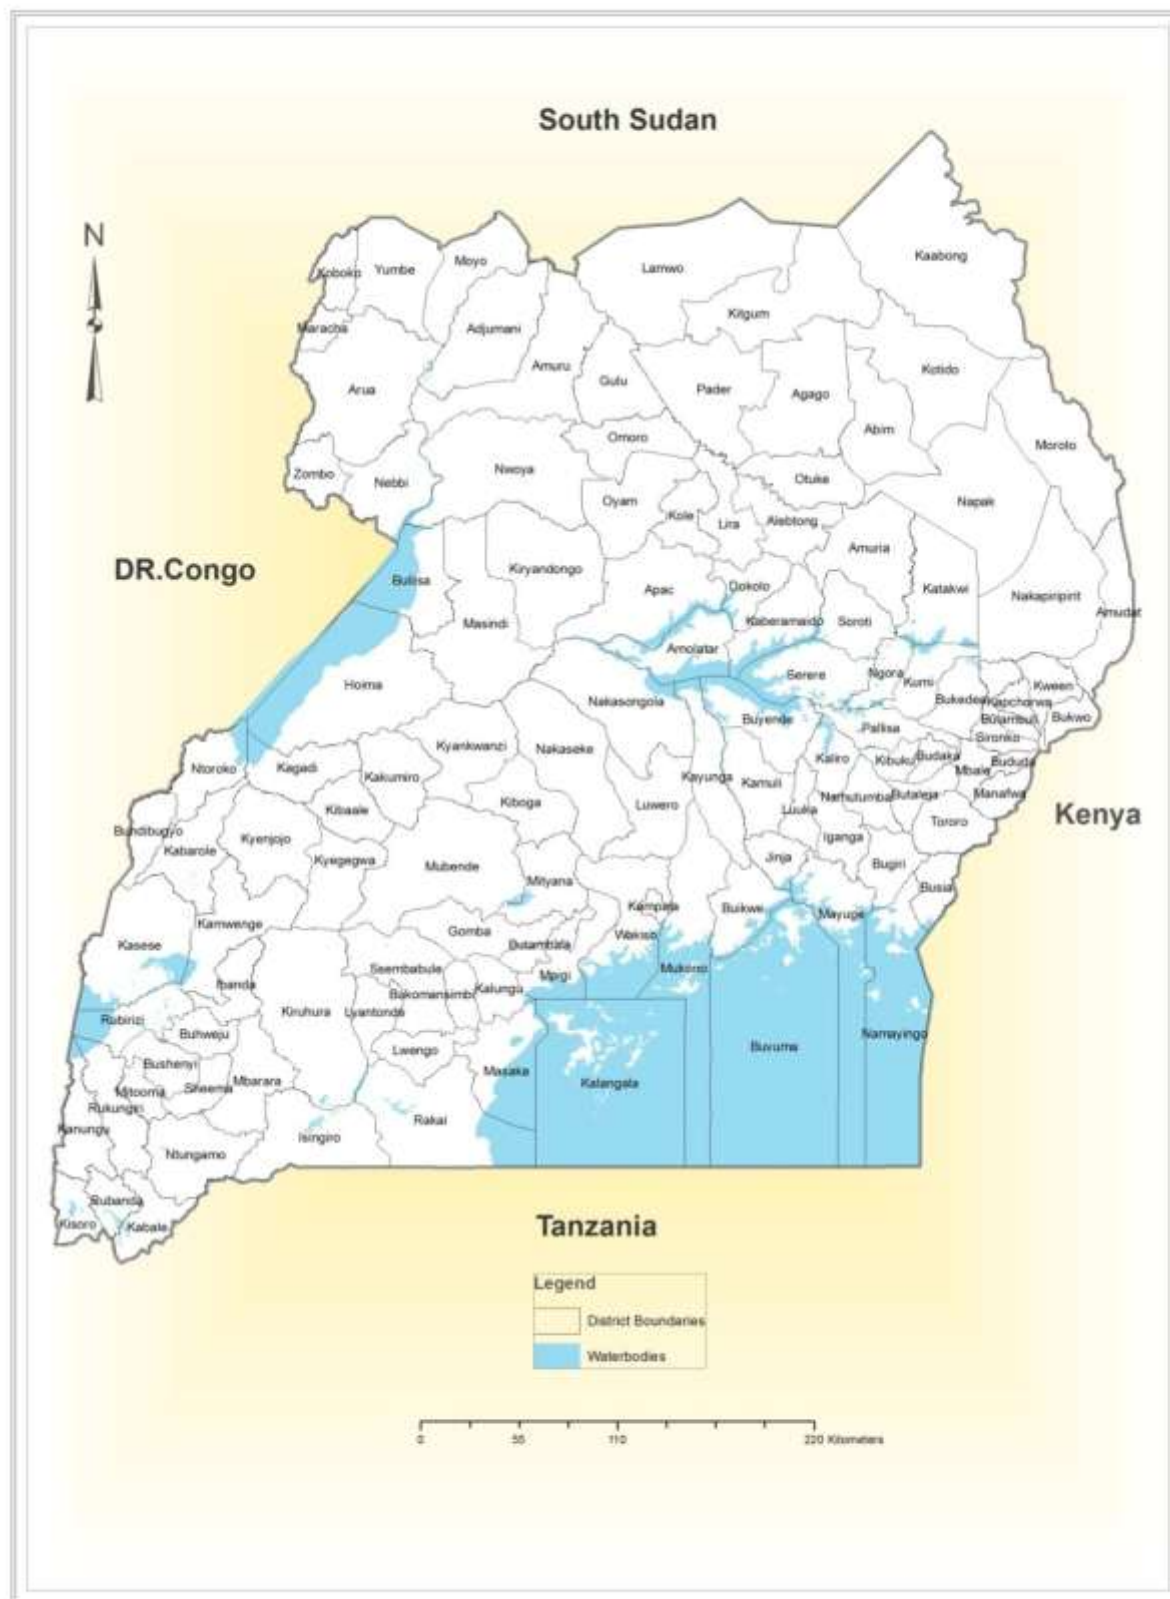 South Sudan
N
Kaabong
Moyo
Koboko
Yumbe
Lamwo
Kitgum
Maracha
Adjumani
Amuru
Kotido
Arua
Gulu
Pader
Agago
Abim
Omoro
Moroto
Zombo
Nebbi
Nwoya
Otuke
Oyam
Kole
Lira
Alebtong
Napak
Amuria
DR.Congo
Buliisa
Kiryandongo
Apac
Dokolo
Katakwi
Nakapiripirit
Amudat
Masindi
Kaberamaido
Soroti
Amolatar
Hoima
Serere
Ngora
Kumi
Kween
Nakasongola
Bukedea
Kapchorwa
Buyende
Bulambuli
Bukwo
Pallisa
Sironko
Kyankwanzi
Nakaseke
Ntoroko
Kagadi
Kakumiro
Kayunga
Kamuli
Kaliro
Kibuku
Budaka
Mbale
Bududa
Kibaale
Kiboga
Luwero
Luuka
Namutumba
Butaleja
Manafwa
Bundibugyo
Kabarole
Kyenjojo
Kyegegwa
Mubende
Iganga
Tororo
Kenya
Mityana
Jinja
Bugiri
Busia
Kamwenge
Kampala
Buikwe
Mayuge
Kasese
Gomba
Butambala
Wakiso
Ssembabule
Mpigi
Mukono
Ibanda
Bakomansimbi
Kalungu
Rubirizi
Kiruhura
Lyantonde
Buhweju
Lwengo
Buvuma
Namayingo
Bushenyi
Masaka
Kalangala
Mitooma
Sheema
Mbarara
Rukungiri
Kanungu
Rakai
Isingiro
Ntungamo
Rubanda
Kisoro
Kabale
Tanzania
Legend
District Boundaries
Waterbodies
0 55 110 220 Kilometers